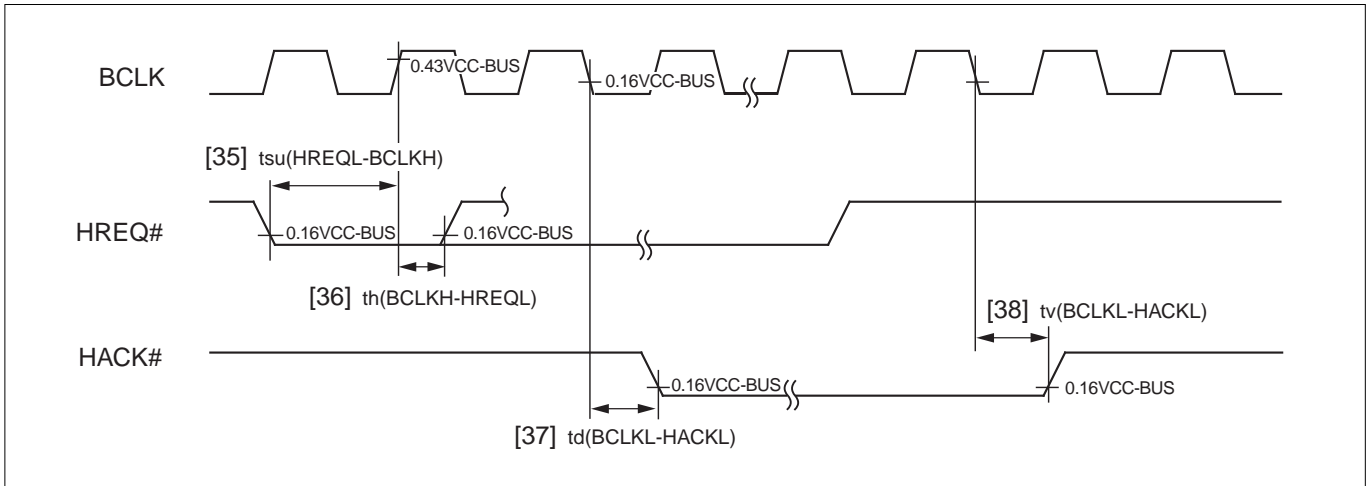 BCLK
0.43VCC-BUS
0.16VCC-BUS
[35] tsu(HREQL-BCLKH)
HREQ#
0.16VCC-BUS
0.16VCC-BUS
[36] th(BCLKH-HREQL)
[38] tv(BCLKL-HACKL)
HACK#
0.16VCC-BUS
0.16VCC-BUS
[37] td(BCLKL-HACKL)